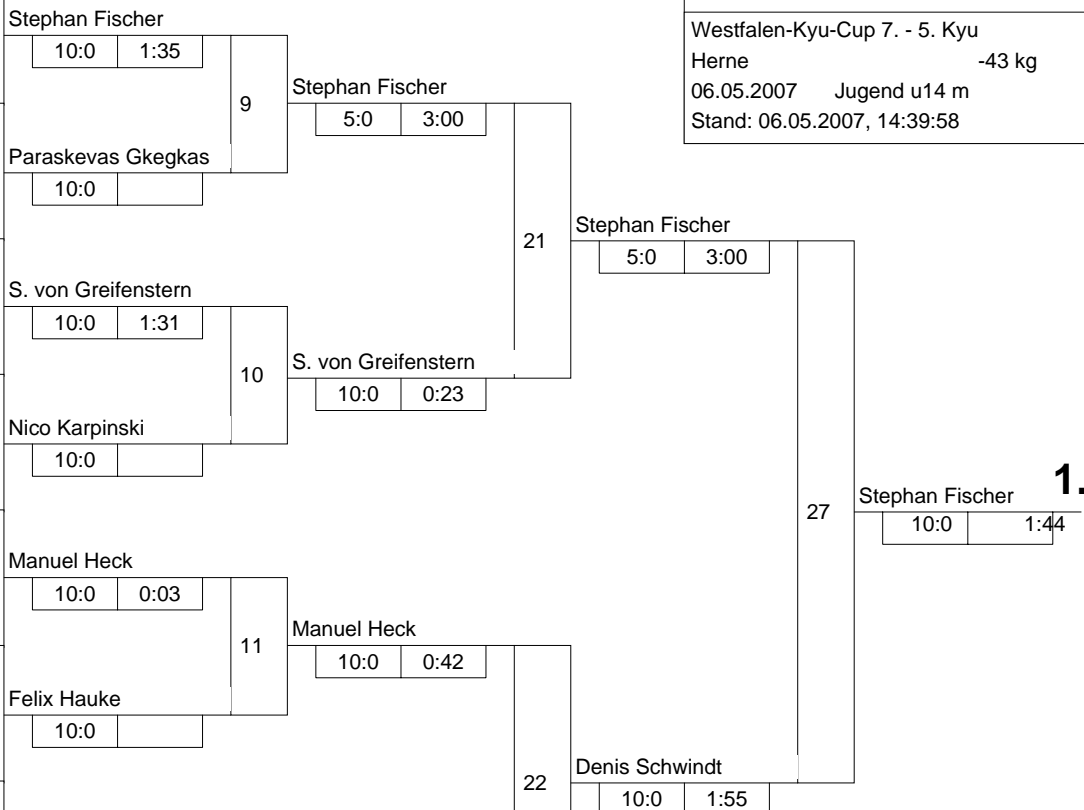 Stephan Fischer
10:0 1:35
Westfalen-Kyu-Cup 7. - 5. Kyu
Herne -43 kg
06.05.2007 Jugend u14 m
Stand: 06.05.2007, 14:39:58
9
Stephan Fischer
5:0 3:00
Paraskevas Gkegkas
10:0
21
Stephan Fischer
5:0 3:00
S. von Greifenstern
10:0 1:31
10
S. von Greifenstern
10:0 0:23
Nico Karpinski
10:0
27
Stephan Fischer 1.
10:0 1:44
Manuel Heck
10:0 0:03
11
Manuel Heck
10:0 0:42
Felix Hauke
10:0
22
Denis Schwindt
10:0 1:55